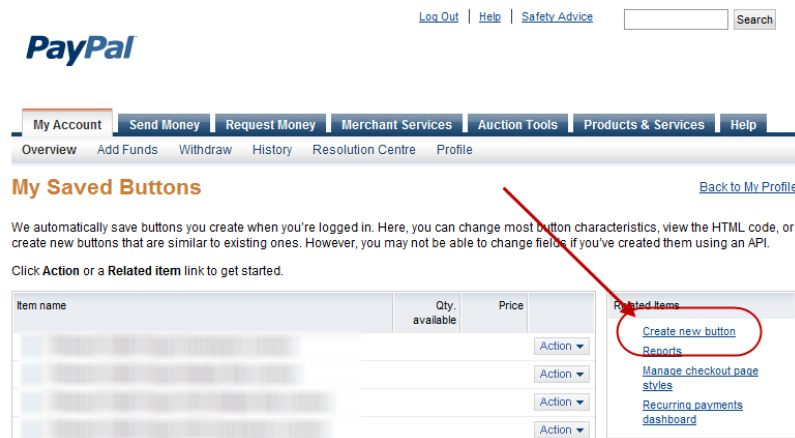 Log Out Help Safety Advice Search
PayPal
My Account Send Money Request Money Merchant Services Auction Tools Products & Services Help
Overview Add Funds Withdraw History Resolution Centre Profile
My Saved Buttons
Back to My Profile
We automatically save buttons you create when you're logged in. Here, you can change most button characteristics, view the HTML code, or
create new buttons that are similar to existing ones. However, you may not be able to change fields if you've created them using an API.
Click Action or a Related item link to get started.
Item name Qty. available Price
Related Items
Action
Action
Action
Action
Create new button
Reports
Manage checkout page
styles
Recurring payments
dashboard